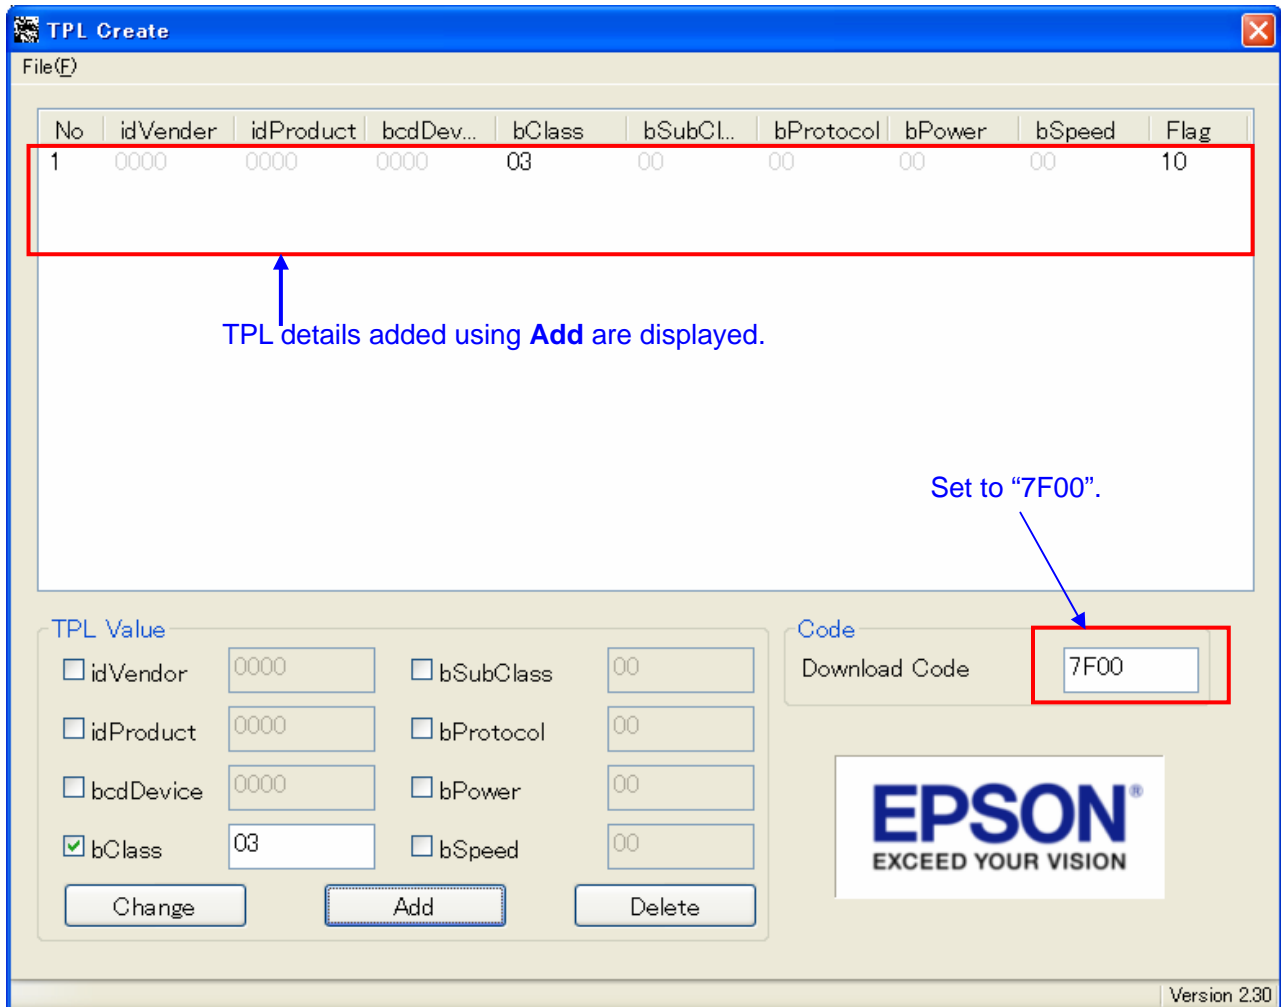 TPL Create
File(F)
No idVender idProduct bcdDev... bClass bSubCl... bProtocol bPower bSpeed Flag
1 0000 0000 0000 03 00 00 00 00 10
TPL details added using Add are displayed.
Set to “7F00”.
TPL Value
idVendor 0000 bSubClass 00
idProduct 0000 bProtocol 00
bcdDevice 0000 bPower 00
bClass 03 bSpeed 00
Change Add Delete
Code
Download Code 7F00
EPSON®
EXCEED YOUR VISION
Version 2.30